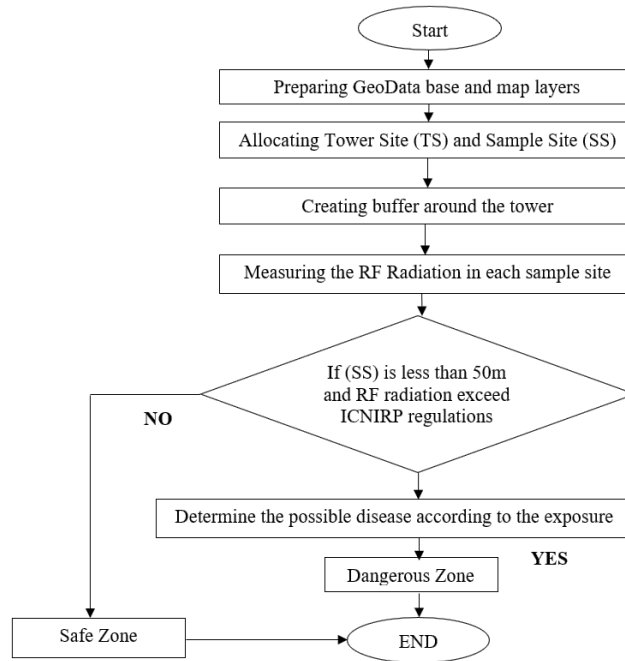 Start
Preparing GeoData base and map layers
Allocating Tower Site (TS) and Sample Site (SS)
Creating buffer around the tower
Measuring the RF Radiation in each sample site
If (SS) is less than 50m
and RF radiation exceed
ICNIRP regulations
NO
Determine the possible disease according to the exposure
YES
Dangerous Zone
Safe Zone
END